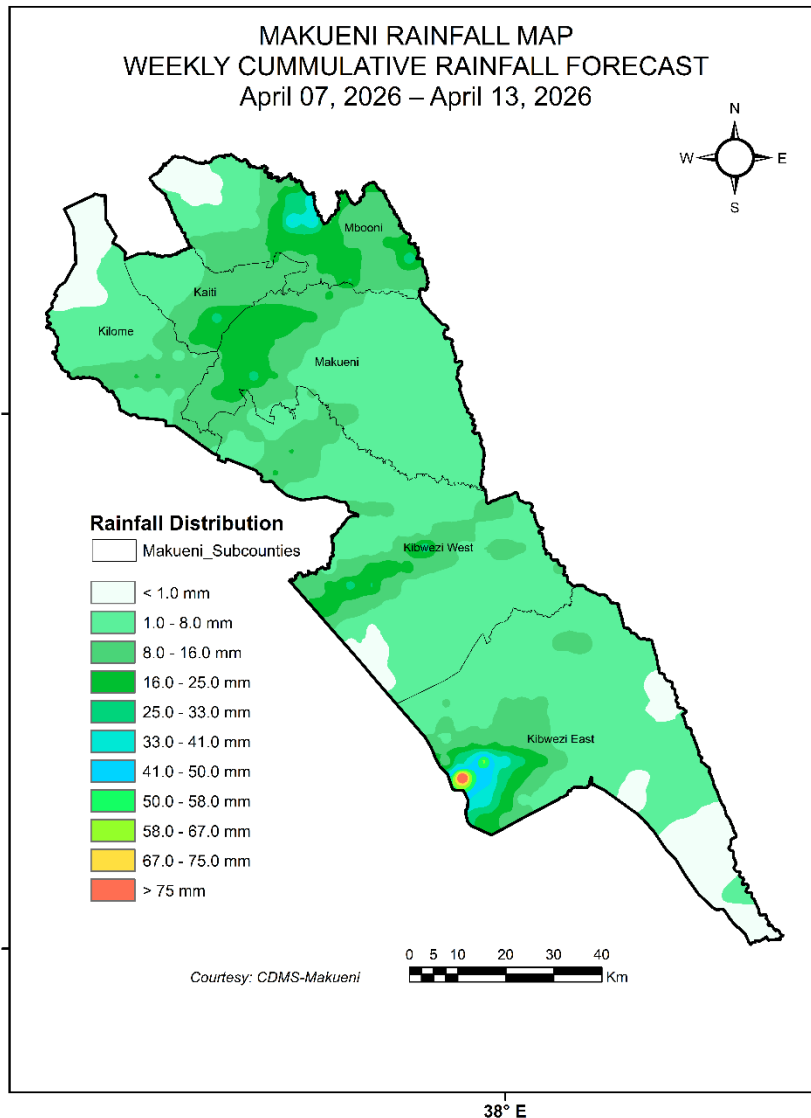 MAKUENI RAINFALL MAP
WEEKLY CUMMULATIVE RAINFALL FORECAST
April 07, 2026 – April 13, 2026
N
W
E
S
Mbooni
Kaiti
Kilome
Makueni
Rainfall Distribution
Makueni_Subcounties
Kibwezi West
< 1.0 mm
1.0 - 8.0 mm
8.0 - 16.0 mm
16.0 - 25.0 mm
25.0 - 33.0 mm
33.0 - 41.0 mm
41.0 - 50.0 mm
50.0 - 58.0 mm
58.0 - 67.0 mm
67.0 - 75.0 mm
> 75 mm
Kibwezi East
0 5 10 20 30 40
Km
Courtesy: CDMS-Makueni
38° E